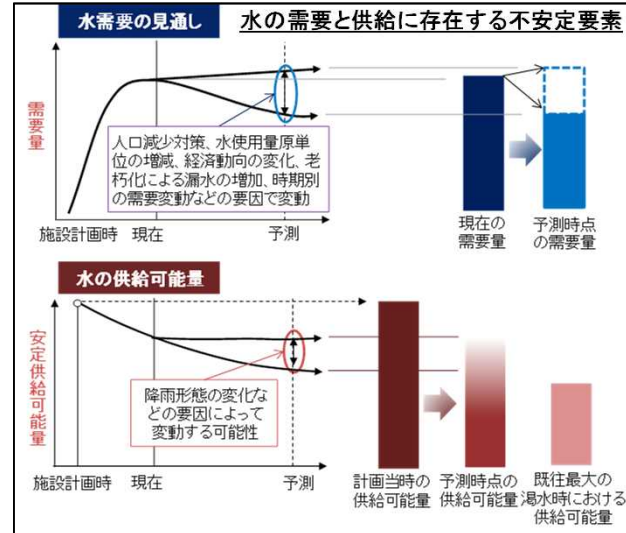 水需要の見通し
水の需要と供給に存在する不安定要素
需要量
人口減少対策、水使用量原単
位の増減、経済動向の変化、老
朽化による漏水の増加、時期別
の需要変動などの要因で変動
施設計画時
現在
予測
現在の
需要量
予測時点
の需要量
水の供給可能量
安定供給可能量
降雨形態の変化な
どの要因によって
変動する可能性
施設計画時
現在
予測
計画当時の
供給可能量
予測時点の
供給可能量
既往最大の
渇水時における
供給可能量